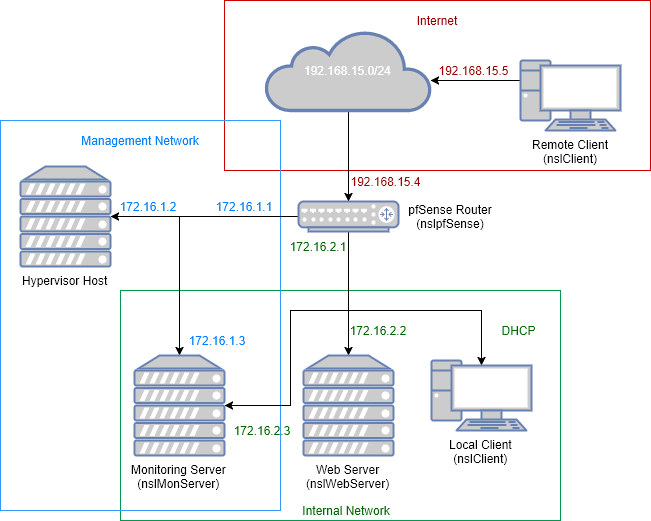 Internet
192.168.15.0/24
192.168.15.5
Remote Client
(nslClient)
Management Network
192.168.15.4
172.16.1.2
172.16.1.1
pfSense Router
(nslpfSense)
172.16.2.1
Hypervisor Host
172.16.1.3
172.16.2.2
DHCP
172.16.2.3
Monitoring Server
(nslMonServer)
Web Server
(nslWebServer)
Local Client
(nslClient)
Internal Network